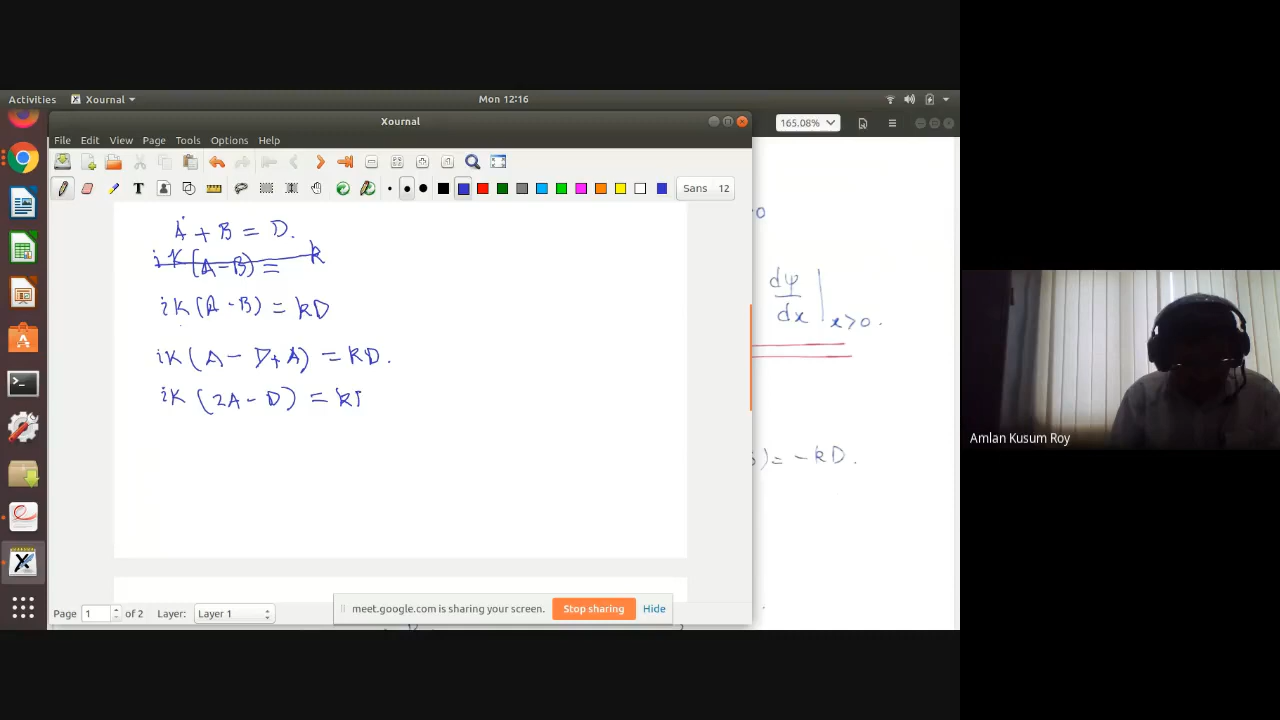 Activities
Xournal
Mon 12:16
Xournal
165.08%
File Edit View Page Tools Options Help
Sans 12
A + B = D.
iK(A-B) = k
iK(A-B) = kD
iK(A - D+A) = kD.
iK(2A - D) = k
0
dψ
dx
x>0.
)= -kD.
Amlan Kusum Roy
meet.google.com is sharing your screen.
Stop sharing
Hide
Page 1 of 2 Layer: Layer 1